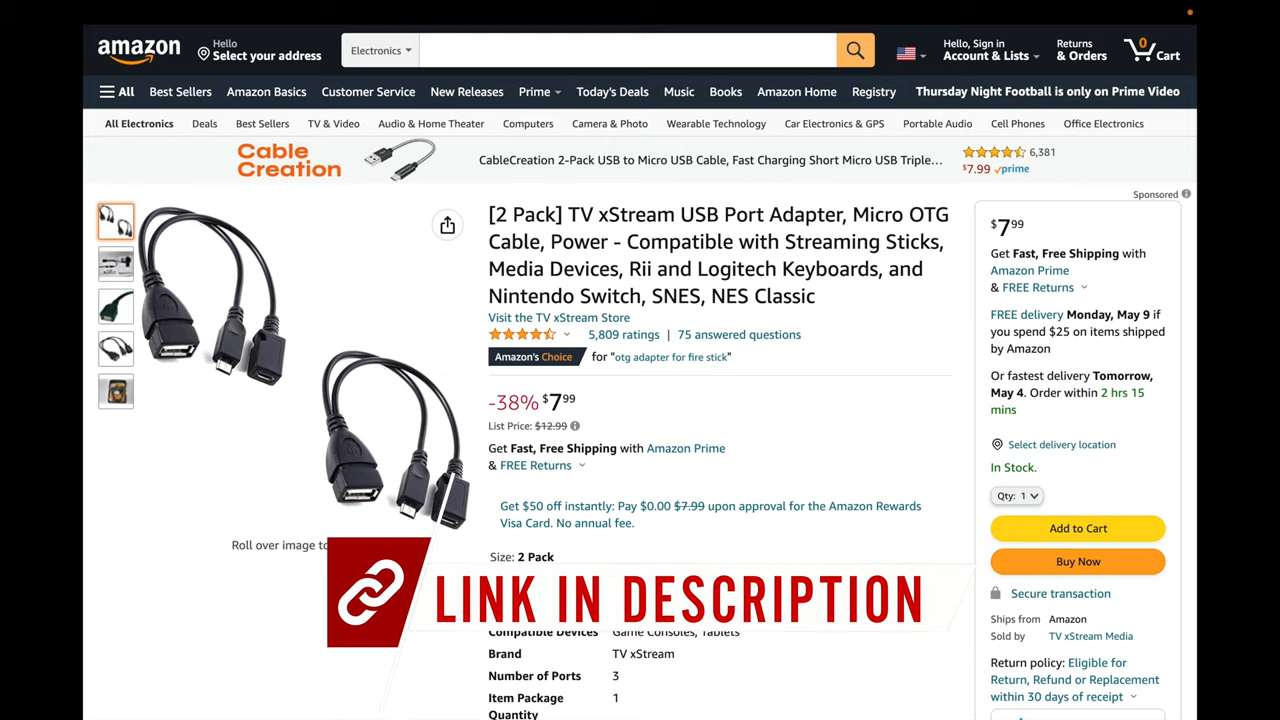 amazon
Hello
Select your address
Electronics
Hello, Sign in
Account & Lists
Returns
& Orders
0
Cart
All
Best Sellers
Amazon Basics
Customer Service
New Releases
Prime
Today's Deals
Music
Books
Amazon Home
Registry
Thursday Night Football is only on Prime Video
All Electronics
Deals
Best Sellers
TV & Video
Audio & Home Theater
Computers
Camera & Photo
Wearable Technology
Car Electronics & GPS
Portable Audio
Cell Phones
Office Electronics
Cable
Creation
CableCreation 2-Pack USB to Micro USB Cable, Fast Charging Short Micro USB Triple…
6,381
$7.99 prime
Sponsored
[2 Pack] TV xStream USB Port Adapter, Micro OTG
Cable, Power - Compatible with Streaming Sticks,
Media Devices, Rii and Logitech Keyboards, and
Nintendo Switch, SNES, NES Classic
Visit the TV xStream Store
5,809 ratings | 75 answered questions
Amazon's Choice for "otg adapter for fire stick"
-38% $7 99
List Price: $12.99
Get Fast, Free Shipping with Amazon Prime
& FREE Returns
Get $50 off instantly: Pay $0.00 $7.99 upon approval for the Amazon Rewards
Visa Card. No annual fee.
Roll over image to
Size: 2 Pack
LINK IN DESCRIPTION
Compatible Devices Game Consoles, Tablets
Brand TV xStream
Number of Ports 3
Item Package 1
Quantity
$7 99
Get Fast, Free Shipping with
Amazon Prime
& FREE Returns
FREE delivery Monday, May 9 if
you spend $25 on items shipped
by Amazon
Or fastest delivery Tomorrow,
May 4. Order within 2 hrs 15
mins
Select delivery location
In Stock.
Qty: 1
Add to Cart
Buy Now
Secure transaction
Ships from Amazon
Sold by TV xStream Media
Return policy: Eligible for
Return, Refund or Replacement
within 30 days of receipt